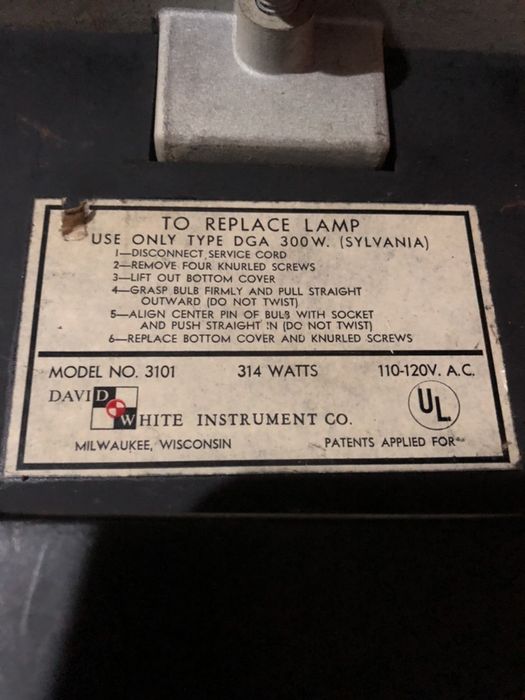 TO REPLACE LAMP
USE ONLY TYPE DGA 300W. (SYLVANIA)
1—DISCONNECT SERVICE CORD
2—REMOVE FOUR KNURLED SCREWS
3—LIFT OUT BOTTOM COVER
4—GRASP BULB FIRMLY AND PULL STRAIGHT
OUTWARD (DO NOT TWIST)
5—ALIGN CENTER PIN OF BULB WITH SOCKET
AND PUSH STRAIGHT IN (DO NOT TWIST)
6—REPLACE BOTTOM COVER AND KNURLED SCREWS
MODEL NO. 3101 314 WATTS 110-120V. A.C.
DAVID
WHITE INSTRUMENT CO. UL
MILWAUKEE, WISCONSIN PATENTS APPLIED FOR